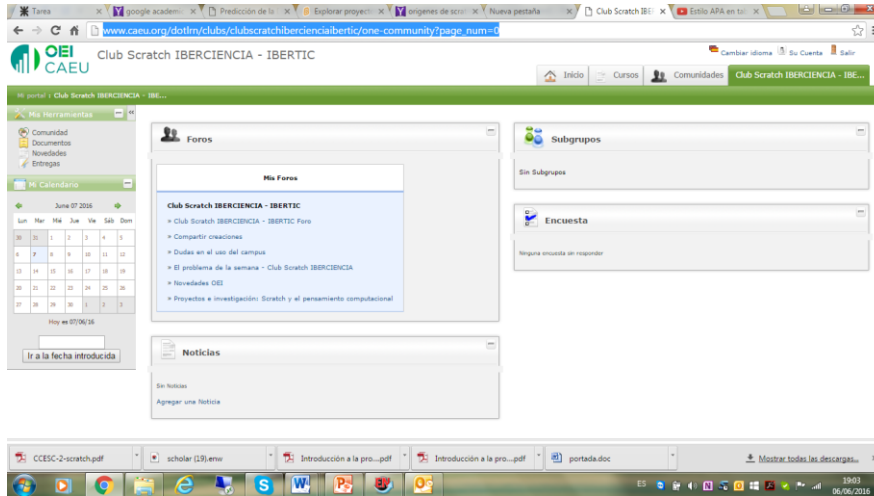 Tarea
google academi
Predicción de la
Explorar proyecto
origenes de scra
Nueva pestaña
Club Scratch IBE
Estilo APA en tab
www.caeu.org/dotlrn/clubs/clubscratchiberciencaibertic/one-community?page_num=0
OEI
CAEU
Club Scratch IBERCIENCIA - IBERTIC
Cambiar idioma Su Cuenta Salir
Inicio Cursos Comunidades Club Scratch IBERCIENCIA - IBE...
Mi portal : Club Scratch IBERCIENCIA - IBE...
Mis Herramientas
Comunidad
Documentos
Novedades
Entregas
Mi Calendario
June 07 2016
Lun Mar Mié Jue Vie Sáb Dom
30 31 1 2 3 4 5
6 7 8 9 10 11 12
13 14 15 16 17 18 19
20 21 22 23 24 25 26
27 28 29 30 1 2 3
Hoy es 07/06/16
Ir a la fecha introducida
Foros
Mis Foros
Club Scratch IBERCIENCIA - IBERTIC
» Club Scratch IBERCIENCIA - IBERTIC Foro
» Compartir creaciones
» Dudas en el uso del campus
» El problema de la semana - Club Scratch IBERCIENCIA
» Novedades OEI
» Proyectos e investigación: Scratch y el pensamiento computacional
Noticias
Sin Noticias
Agregar una Noticia
Subgrupos
Sin Subgrupos
Encuesta
Ninguna encuesta sin responder
CCESC-2-scratch.pdf
scholar (19).enw
Introducción a la pro...pdf
Introducción a la pro...pdf
portada.doc
Mostrar todas las descargas...
ES
19:03
06/06/2016